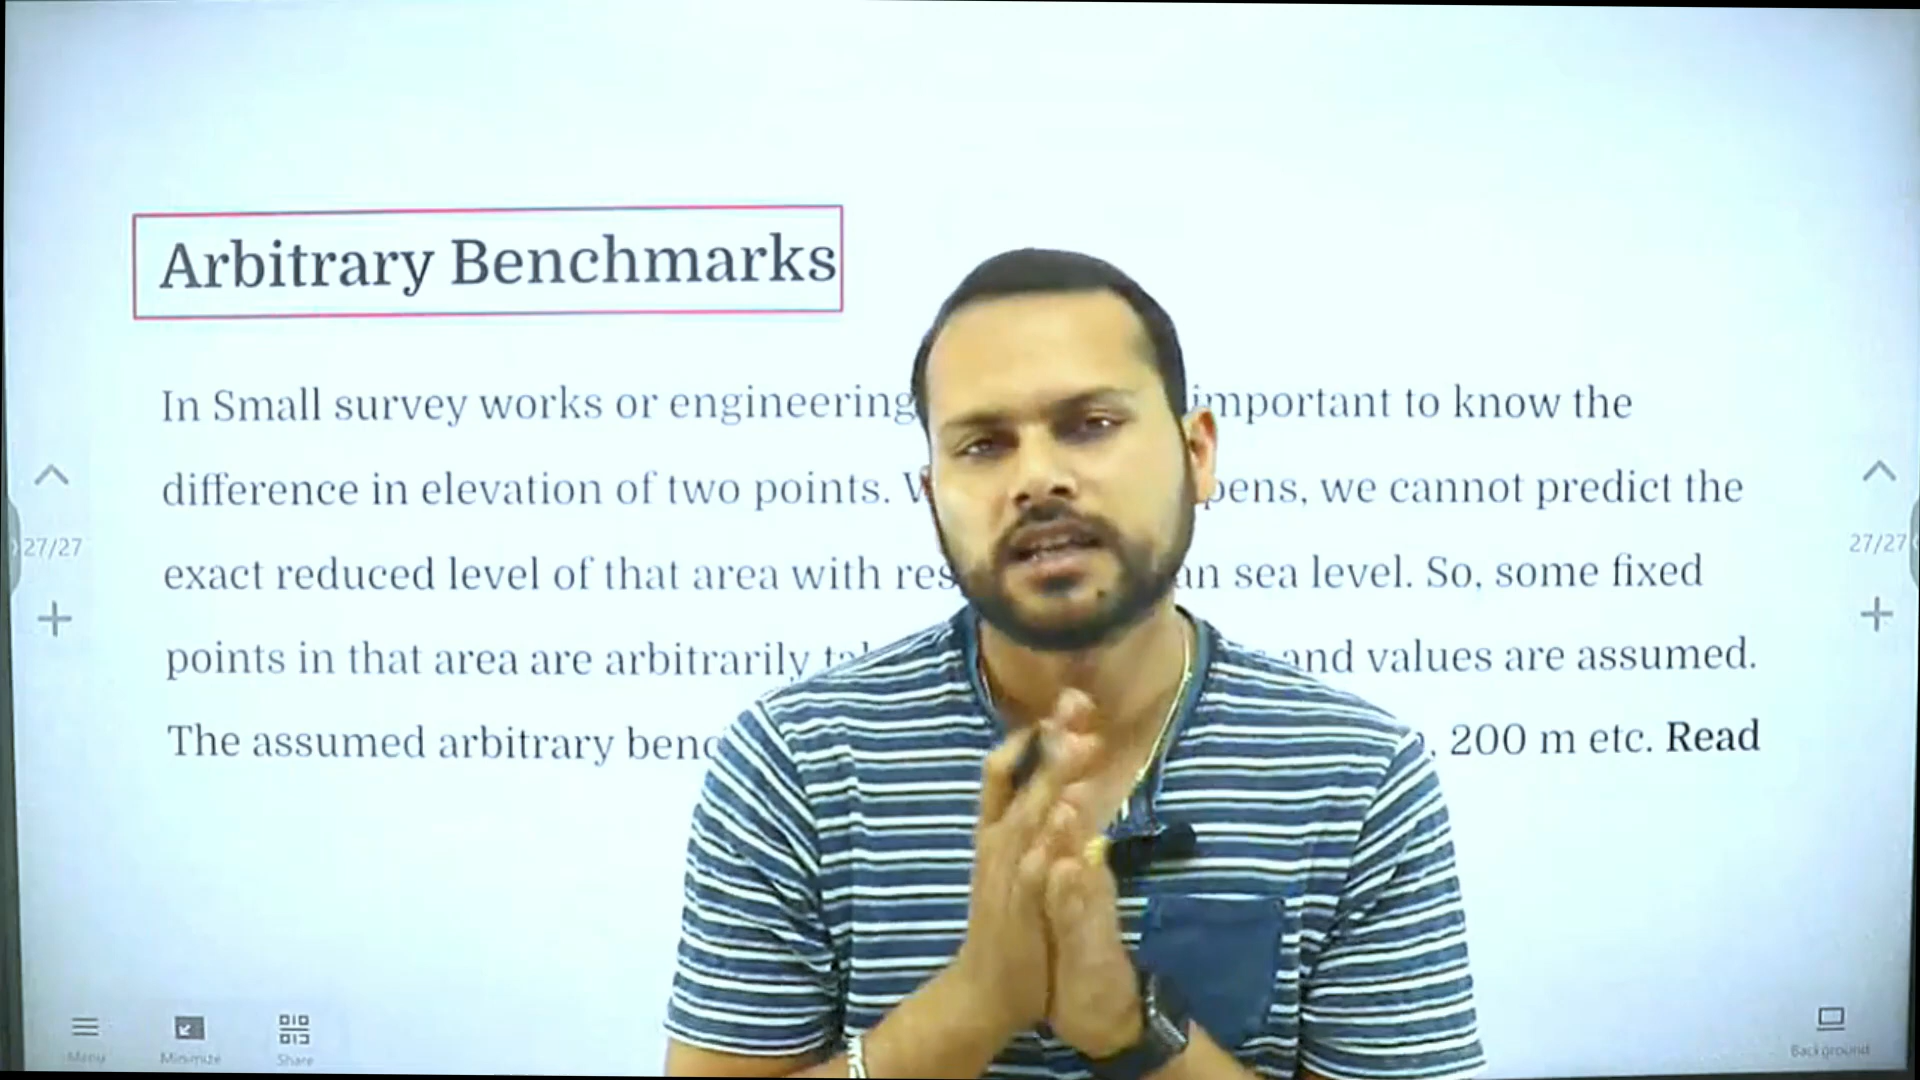 Arbitrary Benchmarks
In Small survey works or engineering important to know the
difference in elevation of two points. we cannot predict the
exact reduced level of that area with sea level. So, some fixed
points in that area are arbitrarily and values are assumed.
The assumed arbitrary 200 m etc. Read
27/27
27/27
Menu
Minimize
Share
Background